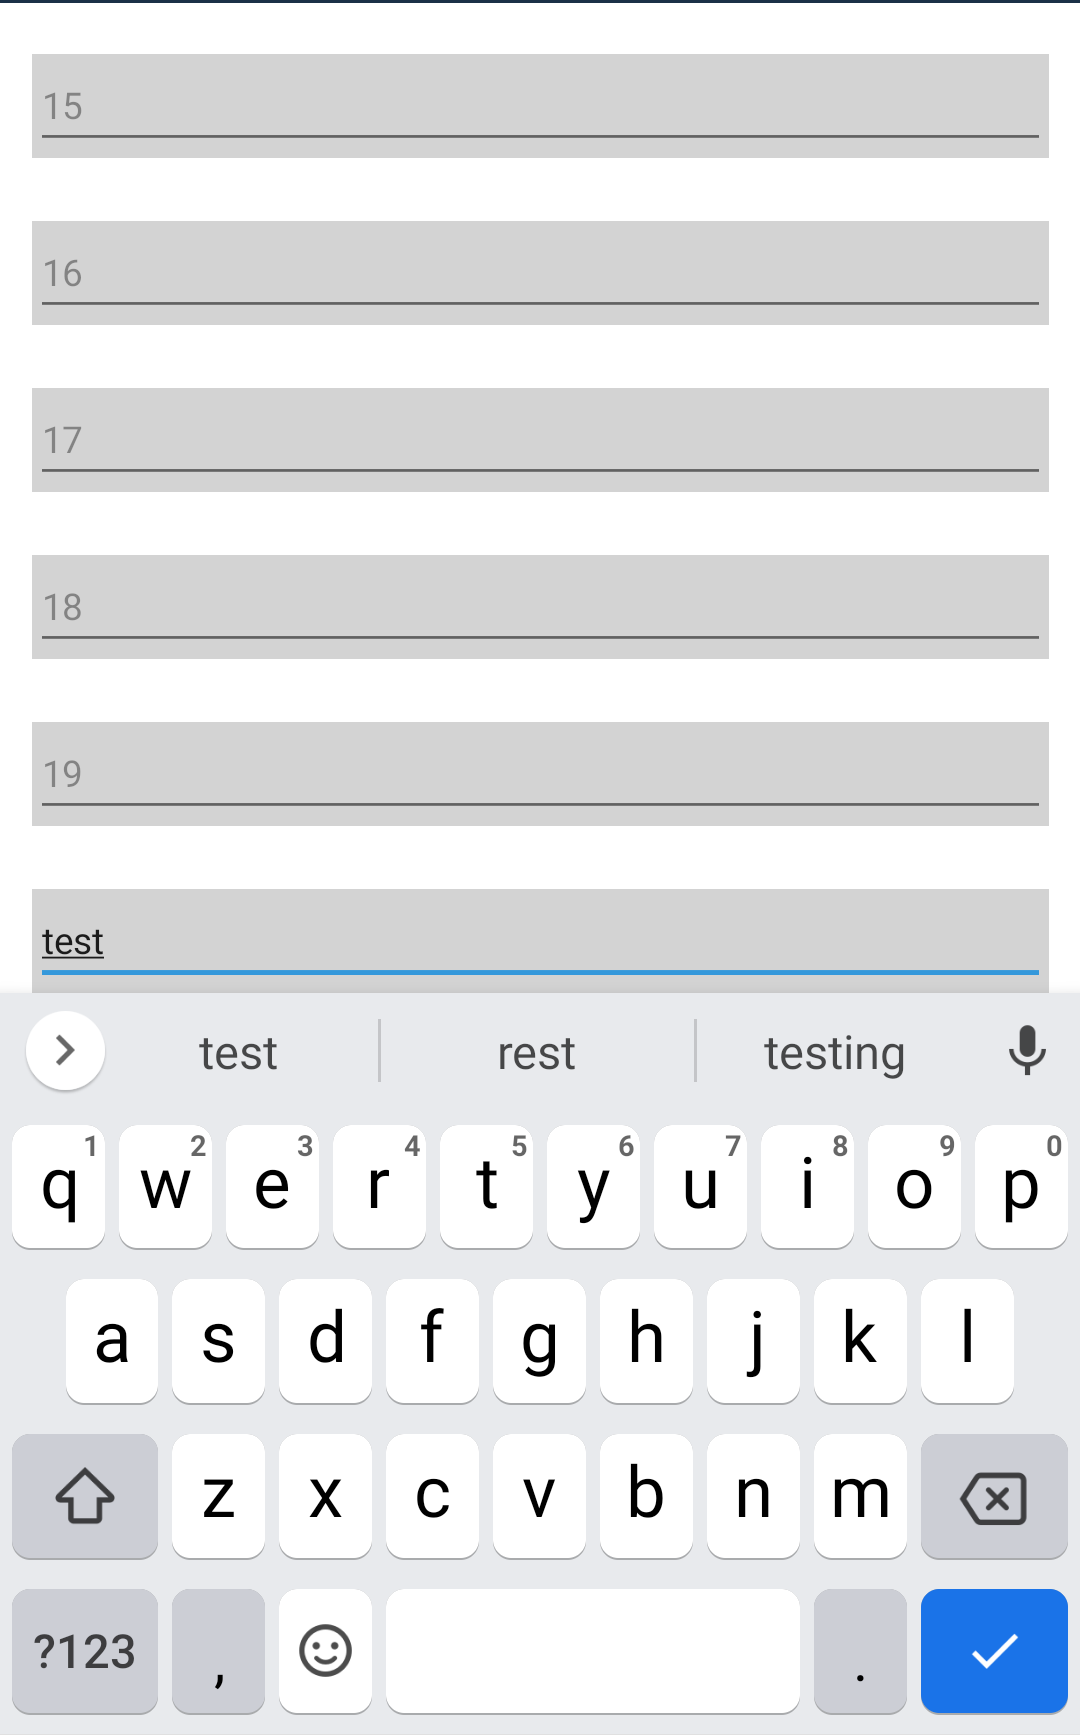 15
16
17
18
19
test
test rest testing
1 2 3 4 5 6 7 8 9 0
q w e r t y u i o p
a s d f g h j k l
z x c v b n m
?123 , .